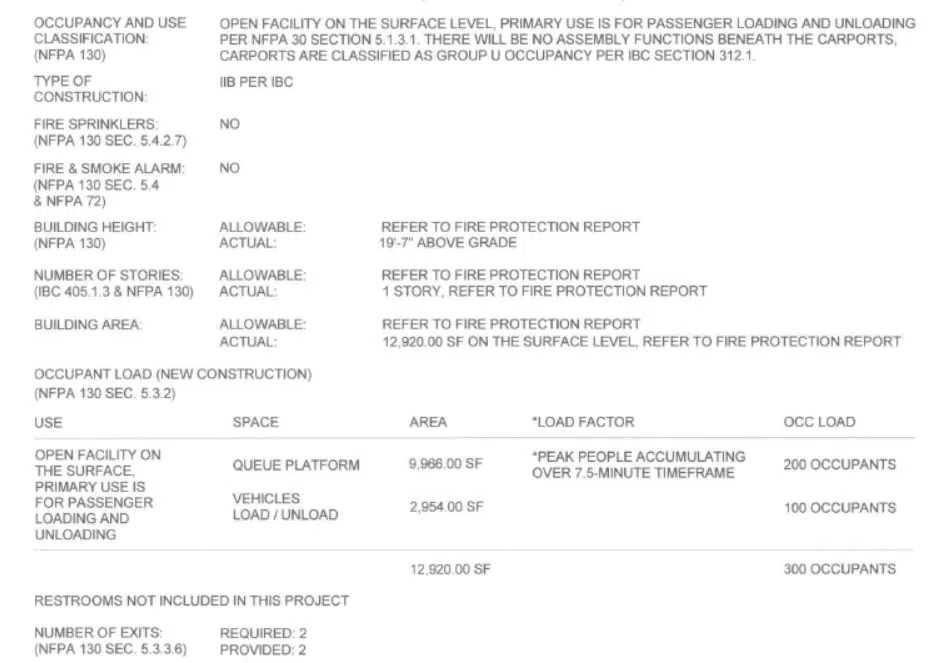 OCCUPANCY AND USE OPEN FACILITY ON THE SURFACE LEVEL, PRIMARY USE IS FOR PASSENGER LOADING AND UNLOADING
CLASSIFICATION: PER NFPA 30 SECTION 5.1.3.1. THERE WILL BE NO ASSEMBLY FUNCTIONS BENEATH THE CARPORTS,
(NFPA 130) CARPORTS ARE CLASSIFIED AS GROUP U OCCUPANCY PER IBC SECTION 312.1.
TYPE OF IIB PER IBC
CONSTRUCTION:
FIRE SPRINKLERS: NO
(NFPA 130 SEC. 5.4.2.7)
FIRE & SMOKE ALARM: NO
(NFPA 130 SEC. 5.4
& NFPA 72)
BUILDING HEIGHT: ALLOWABLE: REFER TO FIRE PROTECTION REPORT
(NFPA 130) ACTUAL: 19'-7" ABOVE GRADE
NUMBER OF STORIES: ALLOWABLE: REFER TO FIRE PROTECTION REPORT
(IBC 405.1.3 & NFPA 130) ACTUAL: 1 STORY, REFER TO FIRE PROTECTION REPORT
BUILDING AREA: ALLOWABLE: REFER TO FIRE PROTECTION REPORT
ACTUAL: 12,920.00 SF ON THE SURFACE LEVEL, REFER TO FIRE PROTECTION REPORT
OCCUPANT LOAD (NEW CONSTRUCTION)
(NFPA 130 SEC. 5.3.2)
USE SPACE AREA *LOAD FACTOR OCC LOAD
OPEN FACILITY ON
THE SURFACE,
PRIMARY USE IS
FOR PASSENGER
LOADING AND
UNLOADING
QUEUE PLATFORM 9,966.00 SF *PEAK PEOPLE ACCUMULATING
OVER 7.5-MINUTE TIMEFRAME 200 OCCUPANTS
VEHICLES
LOAD / UNLOAD 2,954.00 SF 100 OCCUPANTS
12,920.00 SF 300 OCCUPANTS
RESTROOMS NOT INCLUDED IN THIS PROJECT
NUMBER OF EXITS: REQUIRED: 2
(NFPA 130 SEC. 5.3.3.6) PROVIDED: 2